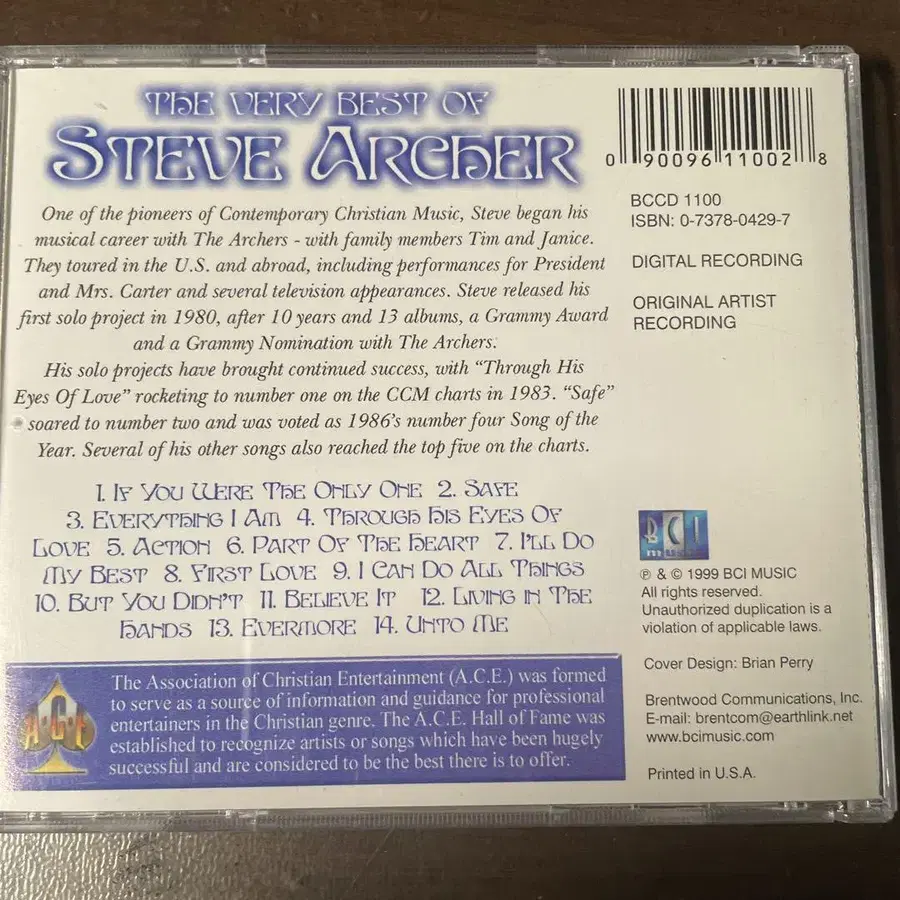 THE VERY BEST OF
STEVE ARCHER
One of the pioneers of Contemporary Christian Music, Steve began his
musical career with The Archers - with family members Tim and Janice.
They toured in the U.S. and abroad, including performances for President
and Mrs. Carter and several television appearances. Steve released his
first solo project in 1980, after 10 years and 13 albums, a Grammy Award
and a Grammy Nomination with The Archers.
His solo projects have brought continued success, with “Through His
Eyes Of Love” rocketing to number one on the CCM charts in 1983. “Safe”
soared to number two and was voted as 1986's number four Song of the
Year. Several of his other songs also reached the top five on the charts.
1. IF YOU WERE THE ONLY ONE 2. SAFE
3. EVERYTHING I AM 4. THROUGH HIS EYES OF
LOVE 5. ACTION 6. PART OF THE HEART 7. I'LL DO
MY BEST 8. FIRST LOVE 9. I CAN DO ALL THINGS
10. BUT YOU DIDN'T 11. BELIEVE IT 12. LIVING IN THE
HANDS 13. EVERMORE 14. UNTO ME
A.C.E
The Association of Christian Entertainment (A.C.E.) was formed
to serve as a source of information and guidance for professional
entertainers in the Christian genre. The A.C.E. Hall of Fame was
established to recognize artists or songs which have been hugely
successful and are considered to be the best there is to offer.
0 90096 11002 8
BCCD 1100
ISBN: 0-7378-0429-7
DIGITAL RECORDING
ORIGINAL ARTIST
RECORDING
BCI
MUSIC
℗ & © 1999 BCI MUSIC
All rights reserved.
Unauthorized duplication is a
violation of applicable laws.
Cover Design: Brian Perry
Brentwood Communications, Inc.
E-mail: brentcom@earthlink.net
www.bcimusic.com
Printed in U.S.A.